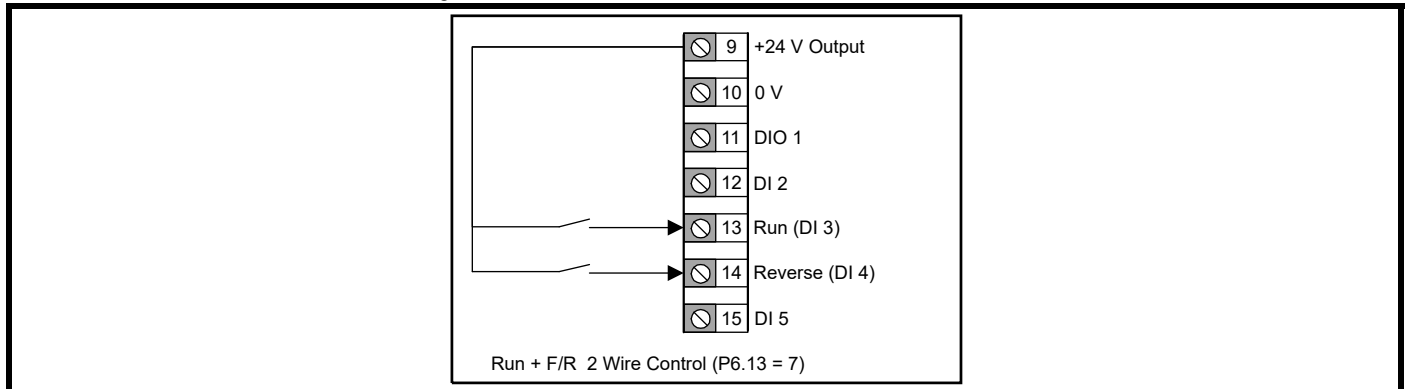 9 +24 V Output
10 0 V
11 DIO 1
12 DI 2
13 Run (DI 3)
14 Reverse (DI 4)
15 DI 5
Run + F/R 2 Wire Control (P6.13 = 7)